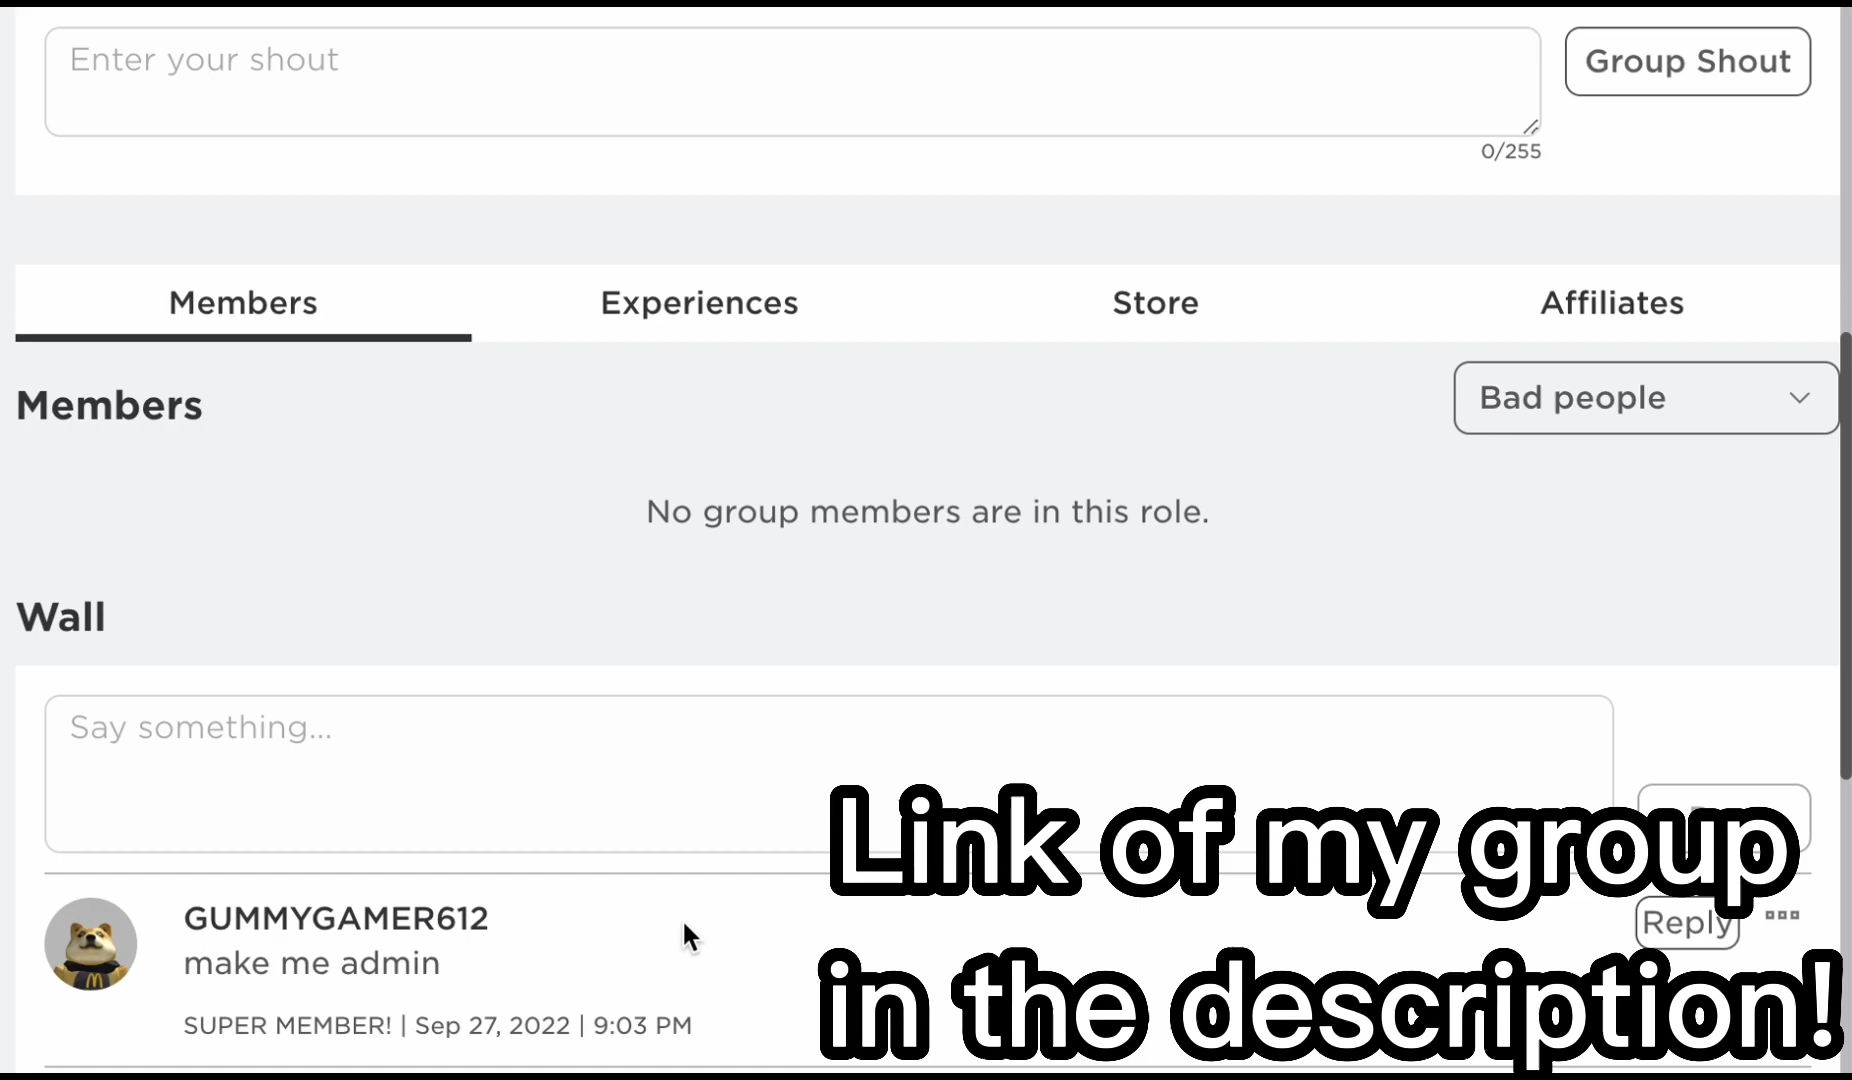 Enter your shout
Group Shout
0/255
Members
Experiences
Store
Affiliates
Members
Bad people
No group members are in this role.
Wall
Say something...
GUMMYGAMER612
make me admin
SUPER MEMBER! | Sep 27, 2022 | 9:03 PM
Reply
Link of my group
in the description!